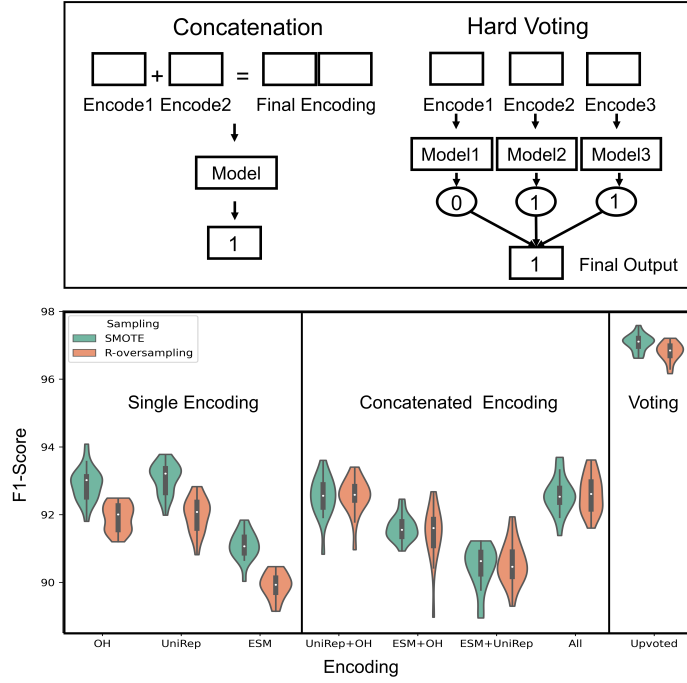 Concatenation
Hard Voting
+
=
Encode1 Encode2 Final Encoding
Encode1 Encode2 Encode3
Model
Model1 Model2 Model3
0 1 1
1
1 Final Output
98
96
94
92
90
F1-Score
Sampling
SMOTE
R-oversampling
Single Encoding
Concatenated Encoding
Voting
OH UniRep ESM UniRep+OH ESM+OH ESM+UniRep All Upvoted
Encoding